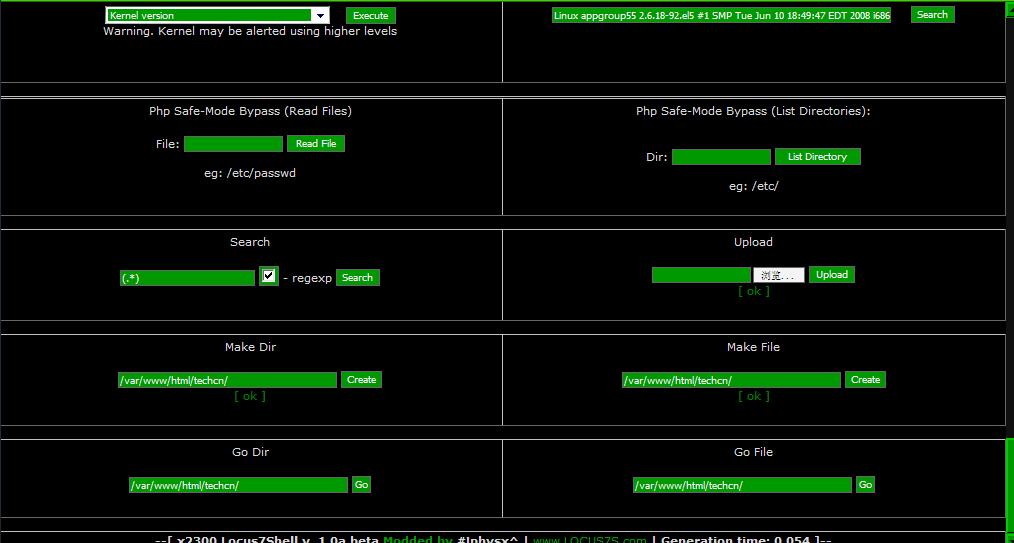 Kernel version Execute
Linux appgroup55 2.6.18-92.el5 #1 SMP Tue Jun 10 18:49:47 EDT 2008 i686 Search
Warning. Kernel may be alerted using higher levels
Php Safe-Mode Bypass (Read Files)
File: Read File
eg: /etc/passwd
Php Safe-Mode Bypass (List Directories):
Dir: List Directory
eg: /etc/
Search
(.*) - regexp Search
Upload
浏览... Upload
[ ok ]
Make Dir
/var/www/html/techcn/ Create
[ ok ]
Make File
/var/www/html/techcn/ Create
[ ok ]
Go Dir
/var/www/html/techcn/ Go
Go File
/var/www/html/techcn/ Go
--[ x2300 Locus7Shell v. 1.0a beta Modded by #!physx^ | www.LOCUS7S.com | Generation time: 0.054 ]--